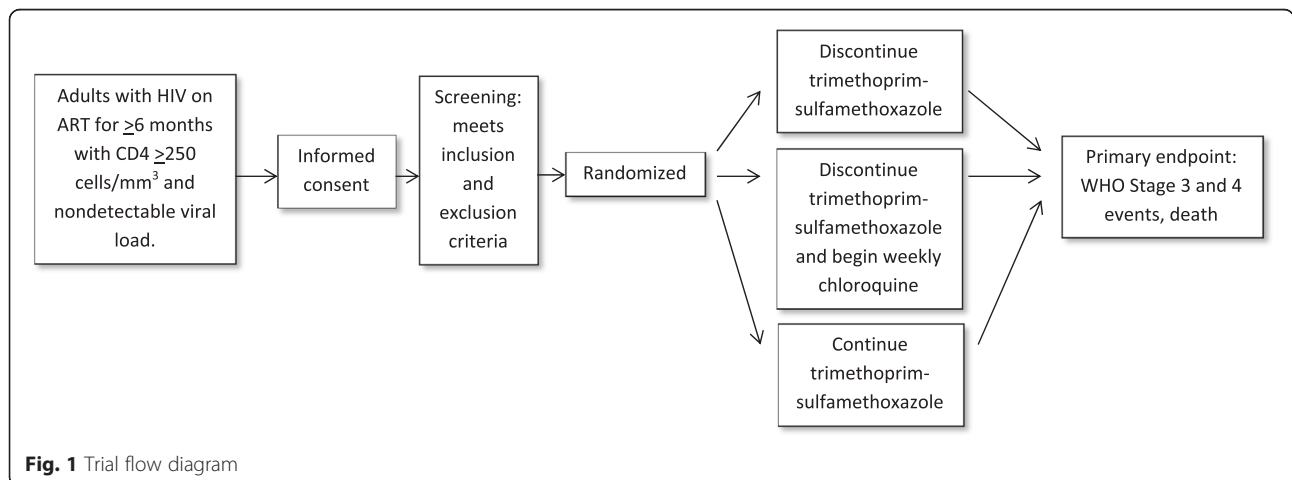 Adults with HIV on
ART for ≥6 months
with CD4 ≥250
cells/mm³ and
nondetectable viral
load.
Informed
consent
Screening:
meets
inclusion
and
exclusion
criteria
Randomized
Discontinue
trimethoprim-
sulfamethoxazole
Discontinue
trimethoprim-
sulfamethoxazole
and begin weekly
chloroquine
Continue
trimethoprim-
sulfamethoxazole
Primary endpoint:
WHO Stage 3 and 4
events, death
Fig. 1 Trial flow diagram